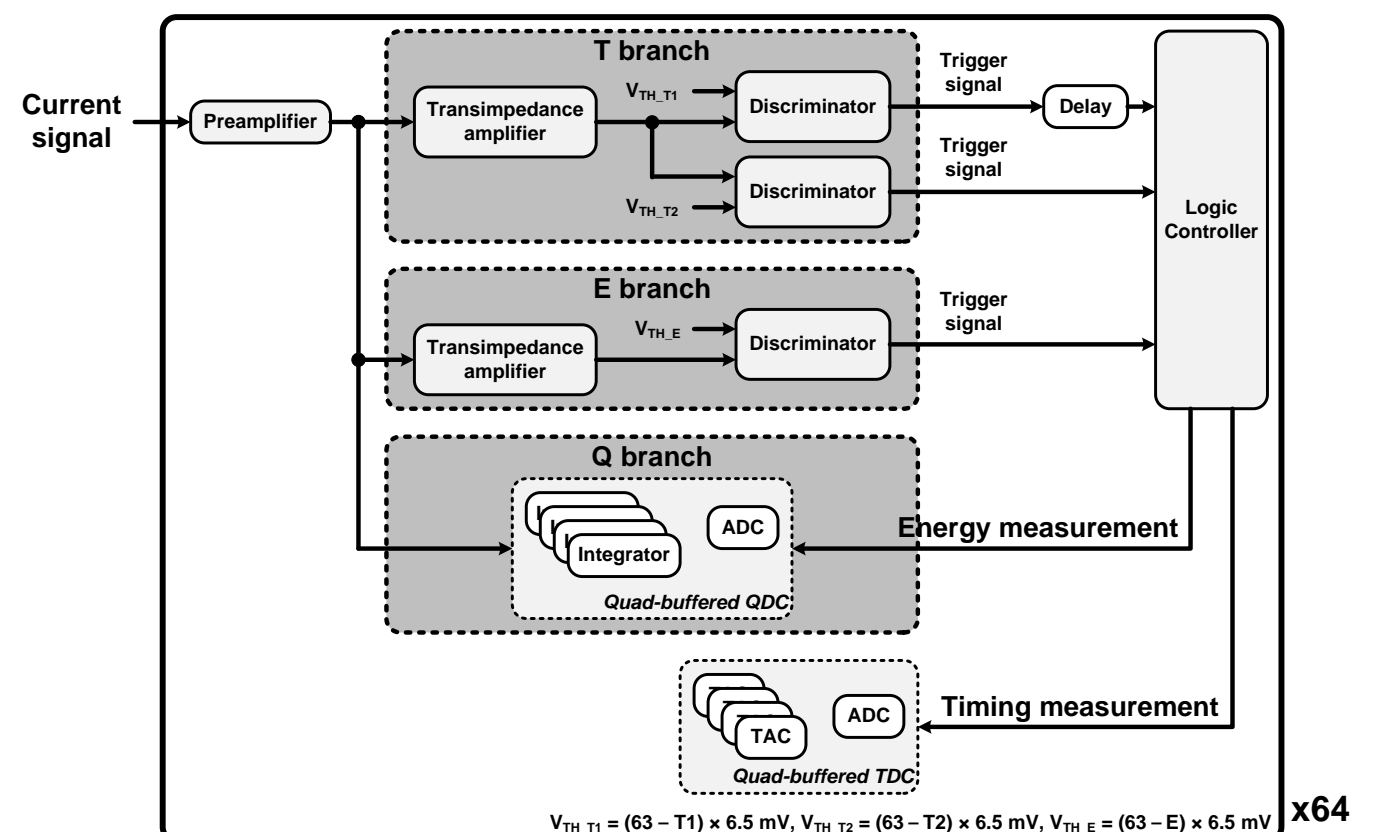 T branch
Current
signal
Preamplifier
Transimpedance
amplifier
V_TH_T1
Discriminator
Trigger
signal
Delay
V_TH_T2
Discriminator
Trigger
signal
Logic
Controller
E branch
Transimpedance
amplifier
V_TH_E
Discriminator
Trigger
signal
Q branch
Integrator
ADC
Quad-buffered QDC
Energy measurement
TAC
ADC
Quad-buffered TDC
Timing measurement
V_TH_T1 = (63 – T1) × 6.5 mV, V_TH_T2 = (63 – T2) × 6.5 mV, V_TH_E = (63 – E) × 6.5 mV
x64